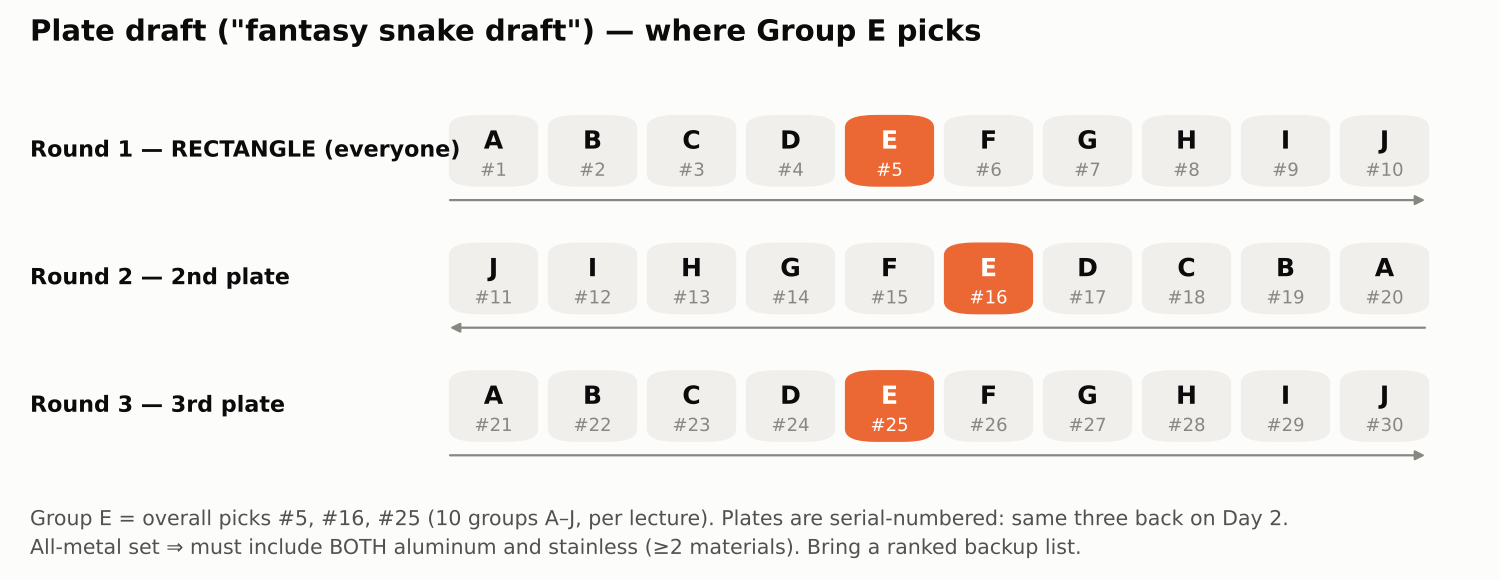 Plate draft ("fantasy snake draft") — where Group E picks
Round 1 — RECTANGLE (everyone)
A B C D E F G H I J
#1 #2 #3 #4 #5 #6 #7 #8 #9 #10
Round 2 — 2nd plate
J I H G F E D C B A
#11 #12 #13 #14 #15 #16 #17 #18 #19 #20
Round 3 — 3rd plate
A B C D E F G H I J
#21 #22 #23 #24 #25 #26 #27 #28 #29 #30
Group E = overall picks #5, #16, #25 (10 groups A–J, per lecture). Plates are serial-numbered: same three back on Day 2.
All-metal set ⇒ must include BOTH aluminum and stainless (≥2 materials). Bring a ranked backup list.